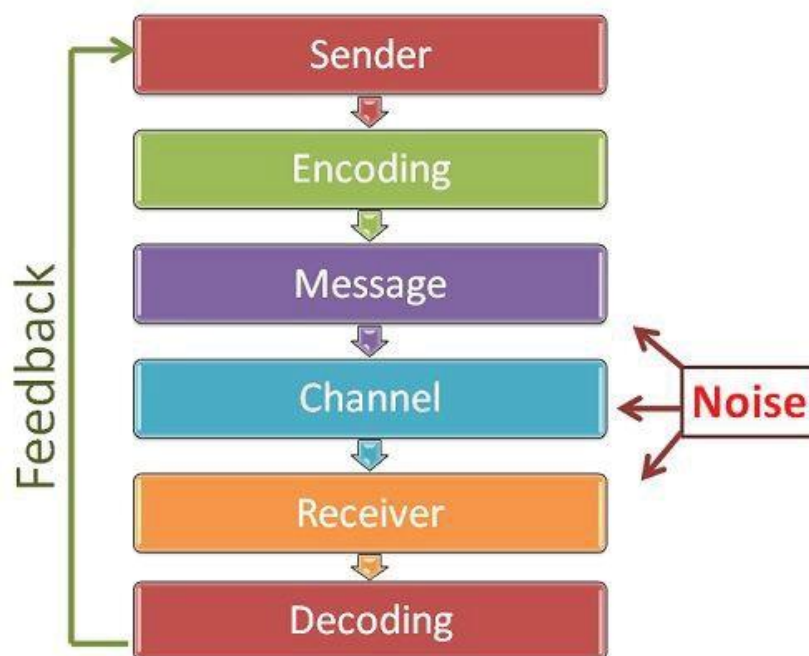 Sender
Encoding
Message
Channel
Receiver
Decoding
Feedback
Noise